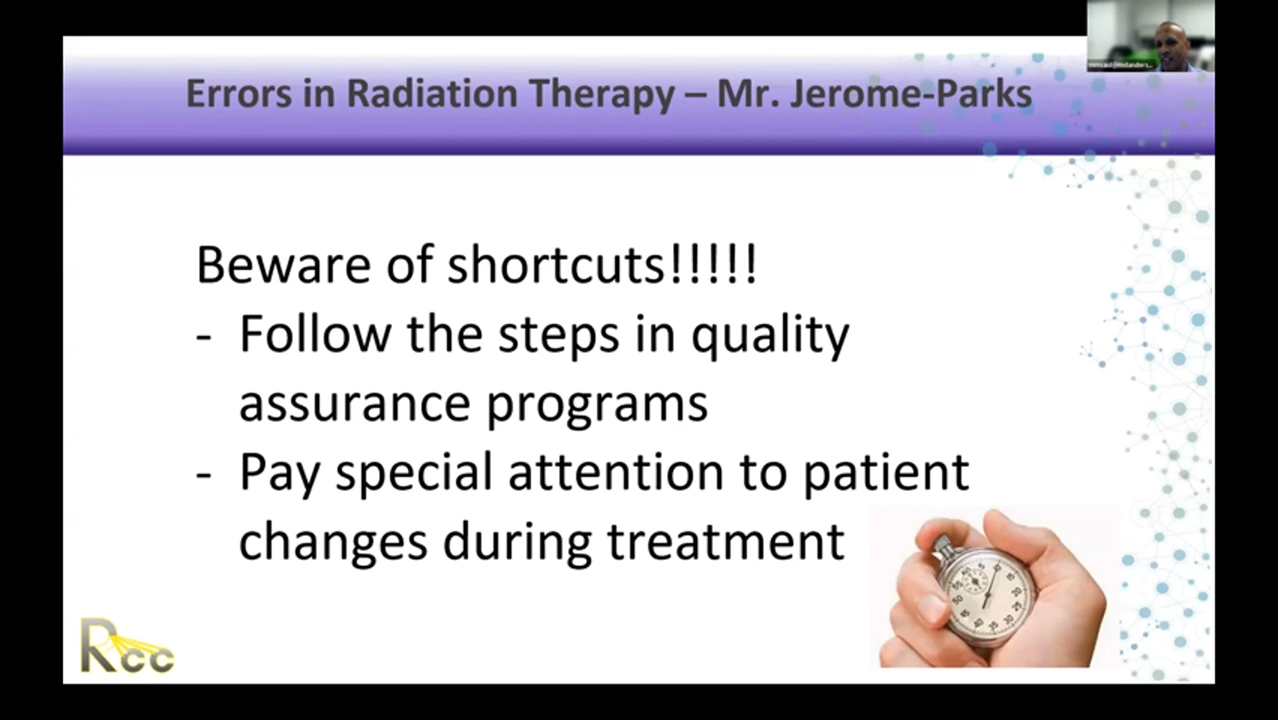 Errors in Radiation Therapy – Mr. Jerome-Parks
Beware of shortcuts!!!!!
- Follow the steps in quality
assurance programs
- Pay special attention to patient
changes during treatment
Rcc